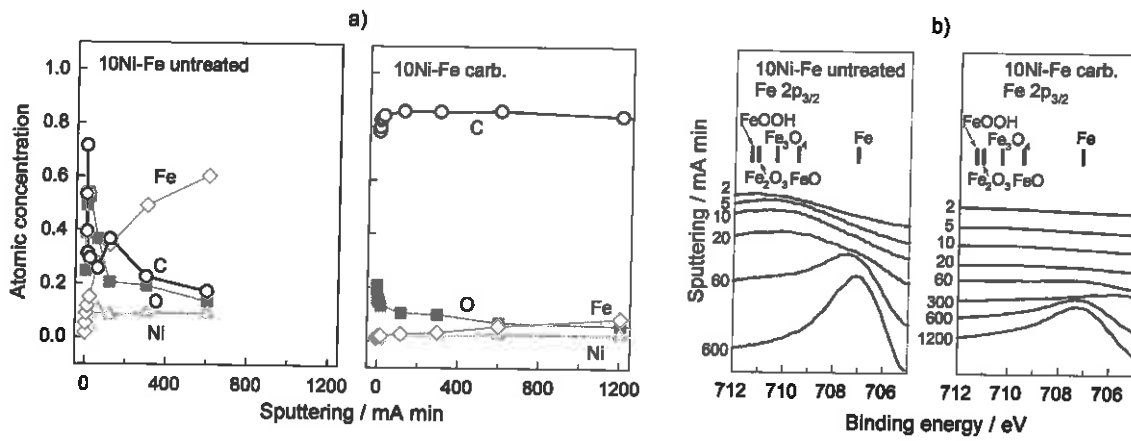 a)
10Ni-Fe untreated
10Ni-Fe carb.
Atomic concentration
1.0
0.8
0.6
0.4
0.2
0.0
Fe
C
O
Ni
C
O
Fe
Ni
0 400 800 1200
0 400 800 1200
Sputtering / mA min
b)
10Ni-Fe untreated
Fe 2p3/2
FeOOH
Fe3O4
Fe
Fe2O3 FeO
Sputtering / mA min
2
5
10
20
60
600
712 710 708 706
10Ni-Fe carb.
Fe 2p3/2
FeOOH
Fe3O4
Fe
Fe2O3 FeO
2
5
10
20
60
300
600
1200
712 710 708 706
Binding energy / eV